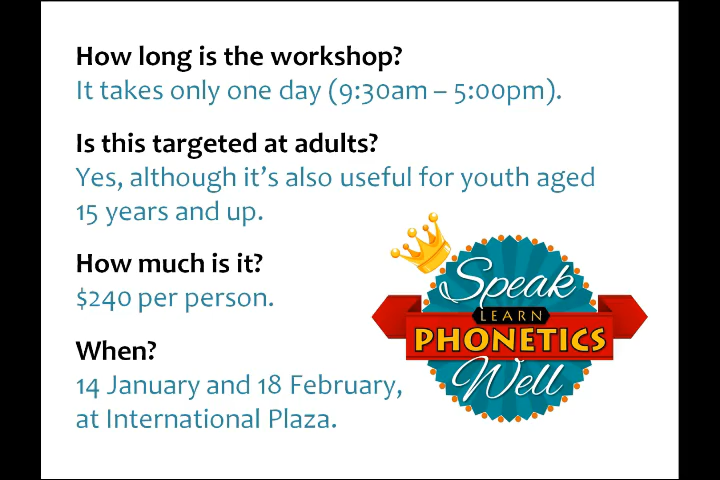 How long is the workshop?
It takes only one day (9:30am – 5:00pm).
Is this targeted at adults?
Yes, although it's also useful for youth aged
15 years and up.
How much is it?
$240 per person.
When?
14 January and 18 February,
at International Plaza.
Speak
LEARN
PHONETICS
Well